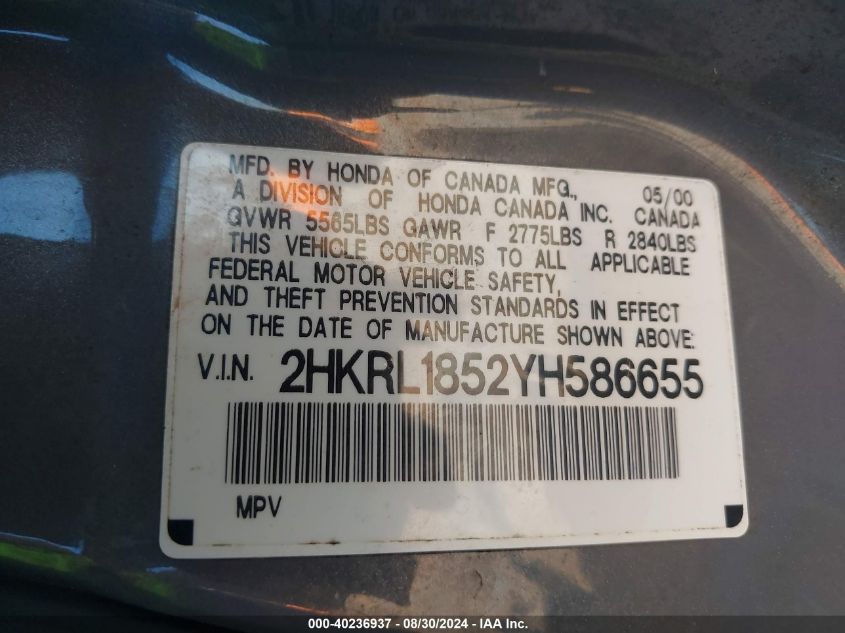 MFD. BY HONDA OF CANADA MFG., 05/00
A DIVISION OF HONDA CANADA INC. CANADA
GVWR 5565LBS GAWR F 2775LBS R 2840LBS
THIS VEHICLE CONFORMS TO ALL APPLICABLE
FEDERAL MOTOR VEHICLE SAFETY,
AND THEFT PREVENTION STANDARDS IN EFFECT
ON THE DATE OF MANUFACTURE SHOWN ABOVE.
V.I.N. 2HKRL1852YH586655
MPV
000-40236937 - 08/30/2024 - IAA Inc.